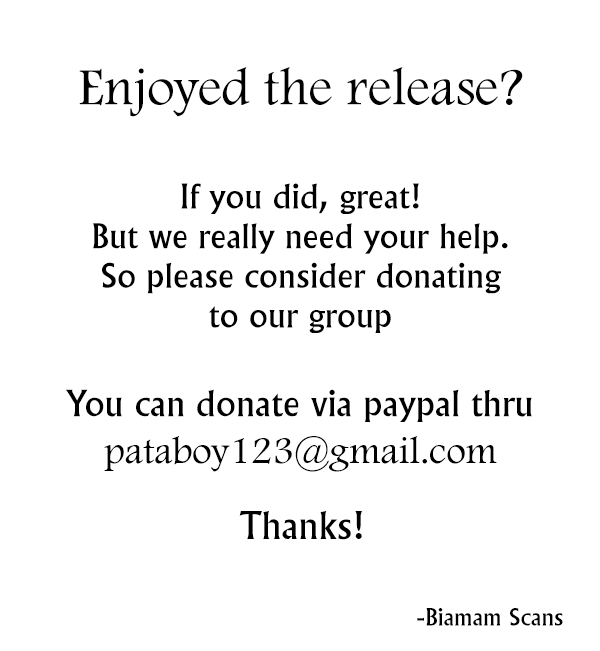 Enjoyed the release?
If you did, great!
But we really need your help.
So please consider donating
to our group
You can donate via paypal thru
pataboy123@gmail.com
Thanks!
-Biamam Scans